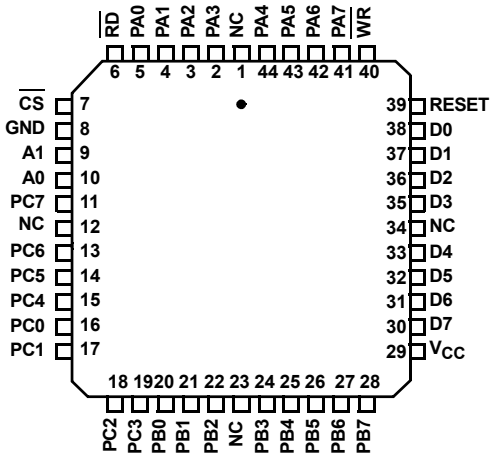 RD PA0 PA1 PA2 PA3 NC PA4 PA5 PA6 PA7 WR
6 5 4 3 2 1 44 43 42 41 40
CS 7
GND 8
A1 9
A0 10
PC7 11
NC 12
PC6 13
PC5 14
PC4 15
PC0 16
PC1 17
39 RESET
38 D0
37 D1
36 D2
35 D3
34 NC
33 D4
32 D5
31 D6
30 D7
29 VCC
18 19 20 21 22 23 24 25 26 27 28
PC2 PC3 PB0 PB1 PB2 NC PB3 PB4 PB5 PB6 PB7